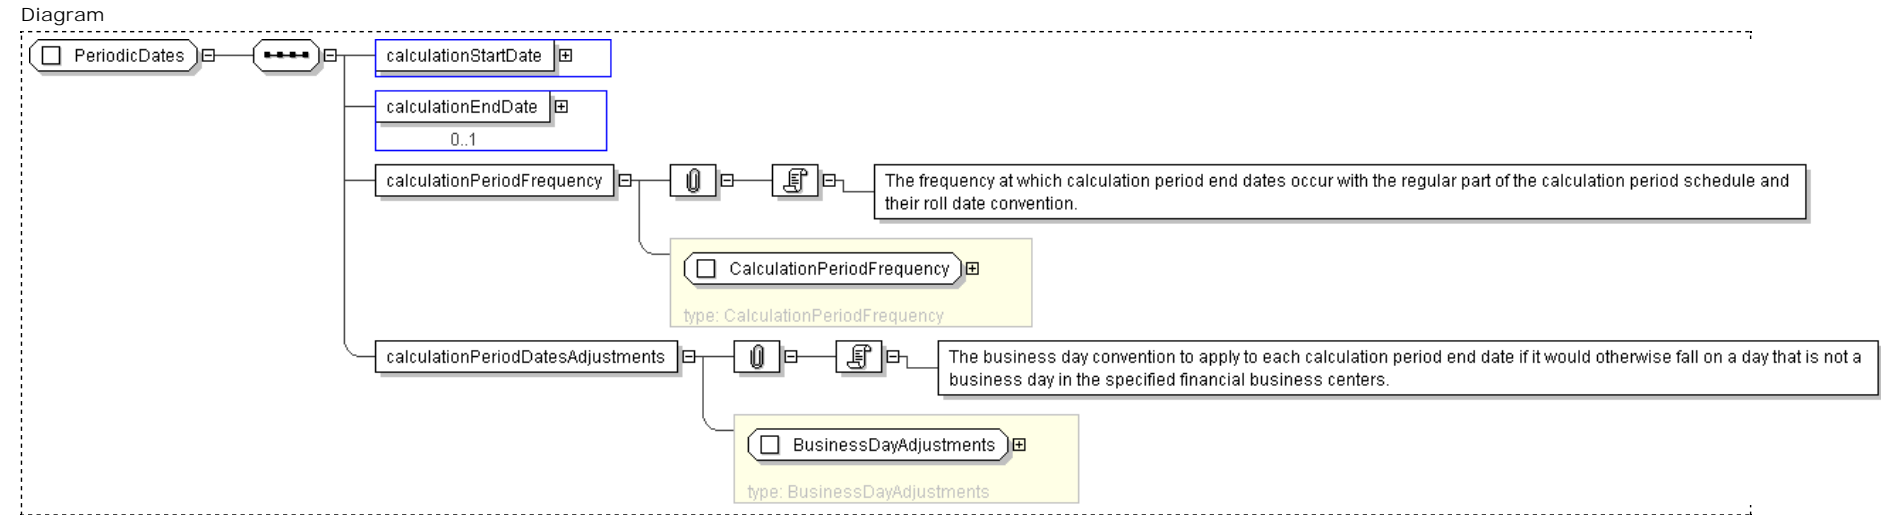 Diagram
PeriodicDates
calculationStartDate
calculationEndDate
0..1
calculationPeriodFrequency
The frequency at which calculation period end dates occur with the regular part of the calculation period schedule and
their roll date convention.
CalculationPeriodFrequency
type: CalculationPeriodFrequency
calculationPeriodDatesAdjustments
The business day convention to apply to each calculation period end date if it would otherwise fall on a day that is not a
business day in the specified financial business centers.
BusinessDayAdjustments
type: BusinessDayAdjustments